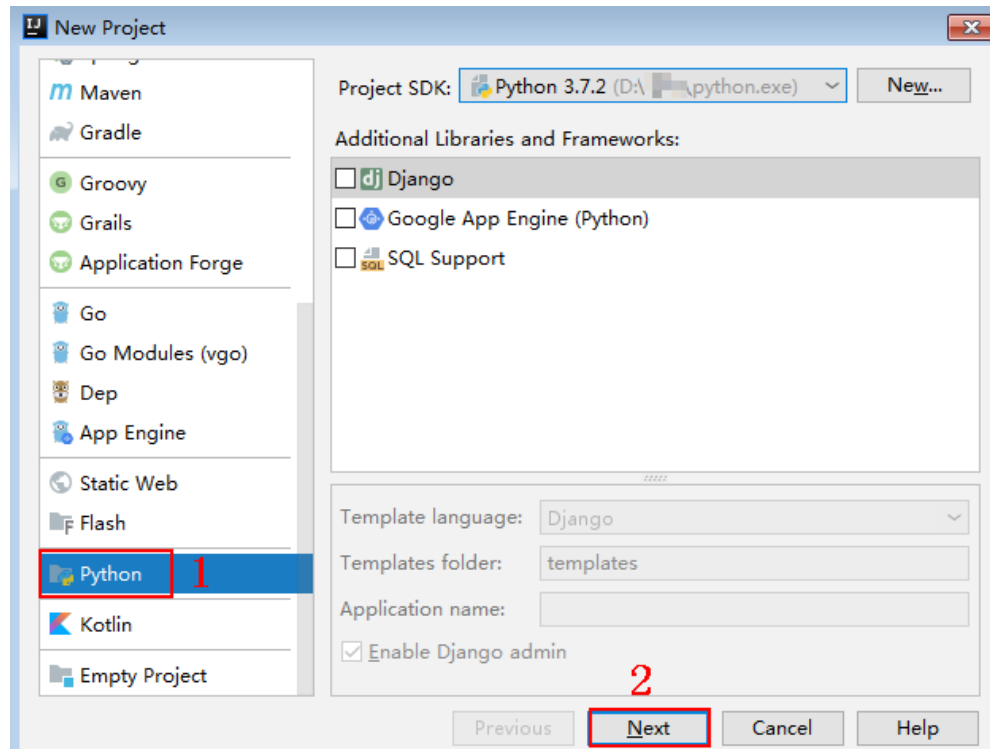 New Project
Maven
Gradle
Groovy
Grails
Application Forge
Go
Go Modules (vgo)
Dep
App Engine
Static Web
Flash
Python 1
Kotlin
Empty Project
Project SDK: Python 3.7.2 (D:\ \python.exe) New...
Additional Libraries and Frameworks:
dj Django
Google App Engine (Python)
SQL SQL Support
Template language: Django
Templates folder: templates
Application name:
Enable Django admin
2
Previous Next Cancel Help